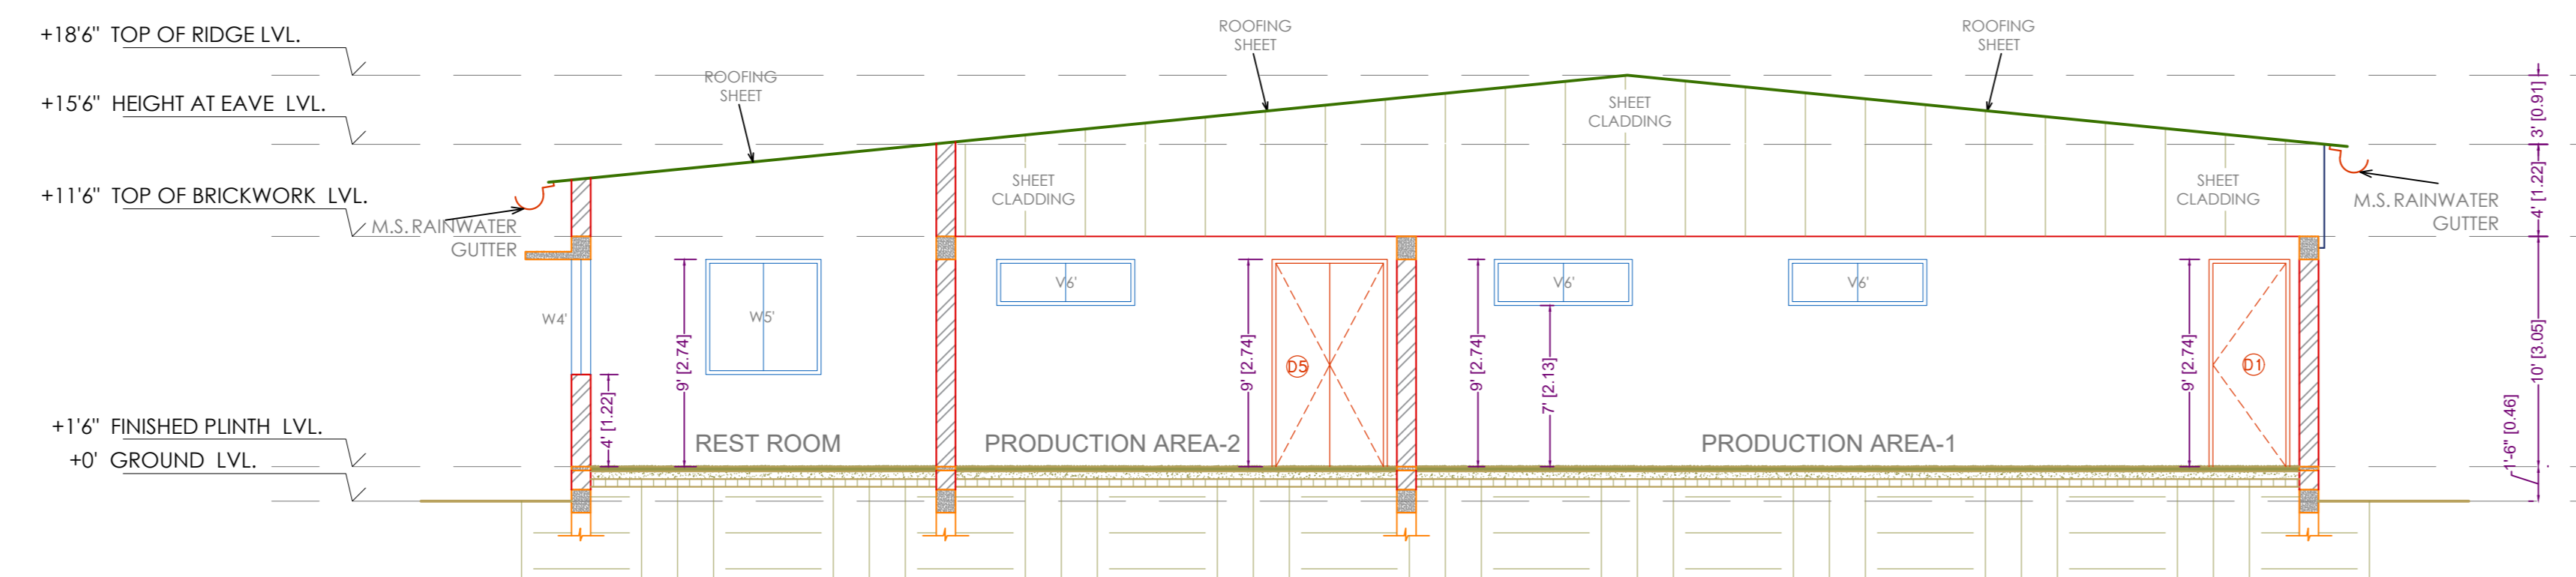 +18'6" TOP OF RIDGE LVL.
+15'6" HEIGHT AT EAVE LVL.
+11'6" TOP OF BRICKWORK LVL.
+1'6" FINISHED PLINTH LVL.
+0' GROUND LVL.
M.S. RAINWATER
GUTTER
ROOFING
SHEET
ROOFING
SHEET
ROOFING
SHEET
SHEET
CLADDING
SHEET
CLADDING
SHEET
CLADDING
M.S. RAINWATER
GUTTER
W4'
4' [1.22]
9' [2.74]
W5'
REST ROOM
V6'
9' [2.74]
D5
PRODUCTION AREA-2
9' [2.74]
V6'
7' [2.13]
V6'
PRODUCTION AREA-1
9' [2.74]
D1
3' [0.91]
4' [1.22]
10' [3.05]
1'-6" [0.46]